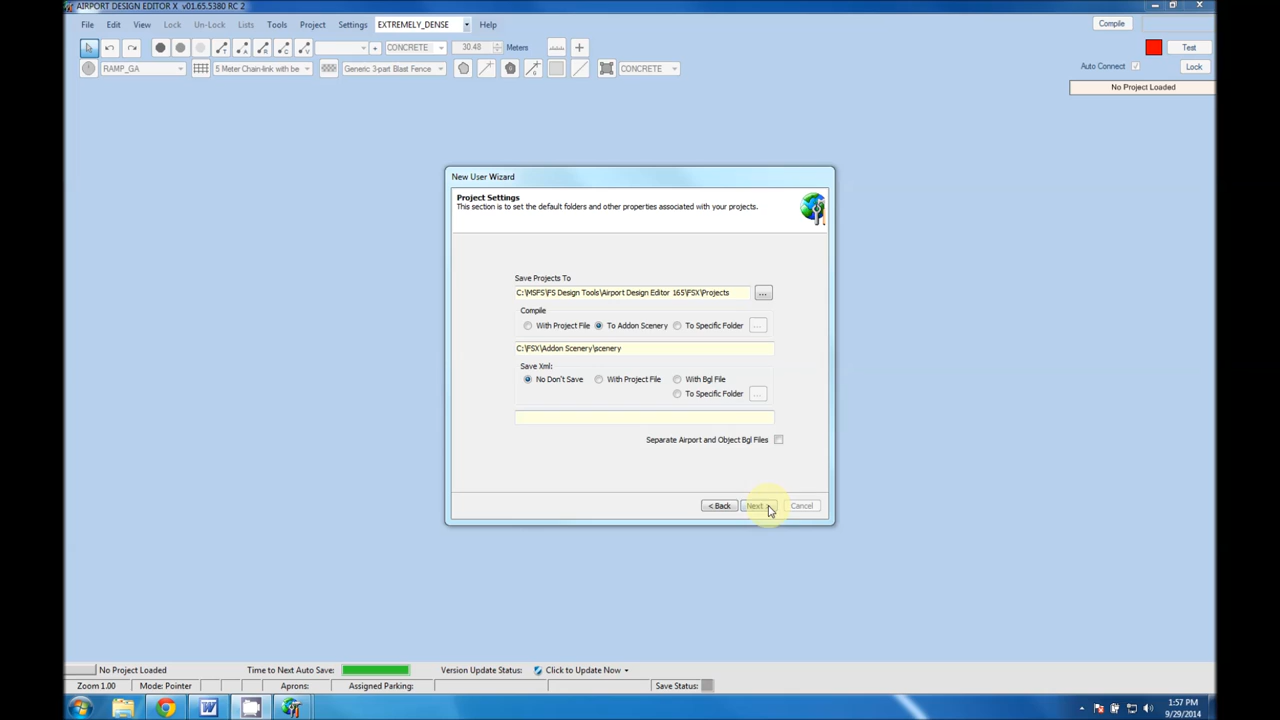 AIRPORT DESIGN EDITOR X v01.65.5380 RC 2
File Edit View Lock Un-Lock Lists Tools Project Settings EXTREMELY_DENSE Help Compile
CONCRETE 30.48 Meters Test
RAMP_GA 5 Meter Chain-link with be Generic 3-part Blast Fence CONCRETE Auto Connect Lock
No Project Loaded
New User Wizard
Project Settings
This section is to set the default folders and other properties associated with your projects.
Save Projects To
C:\MSFS\FS Design Tools\Airport Design Editor 165\FSX\Projects ...
Compile
With Project File To Addon Scenery To Specific Folder ...
C:\FSX\Addon Scenery\scenery
Save Xml:
No Don't Save With Project File With Bgl File
To Specific Folder ...
Separate Airport and Object Bgl Files
< Back Next > Cancel
No Project Loaded Time to Next Auto Save: Version Update Status: Click to Update Now
Zoom 1.00 Mode: Pointer Aprons: Assigned Parking: Save Status:
1:57 PM
9/29/2014